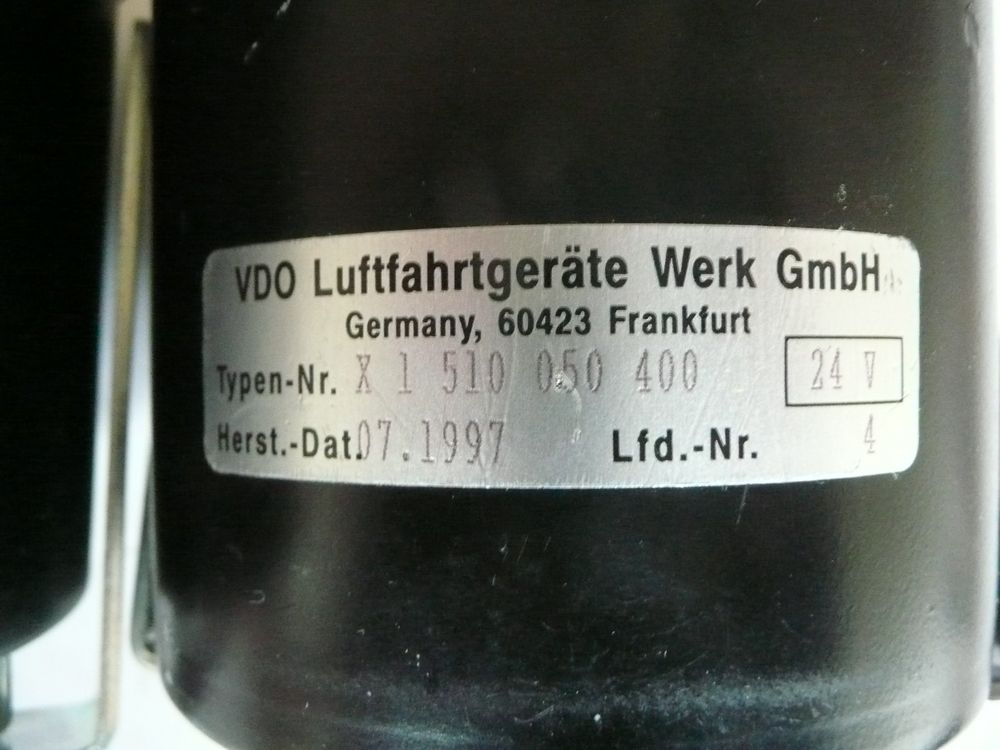 VDO Luftfahrtgeräte Werk GmbH
Germany, 60423 Frankfurt
Typen-Nr. X 1 510 050 400 24 V
Herst.-Dat. 07.1997 Lfd.-Nr. 4